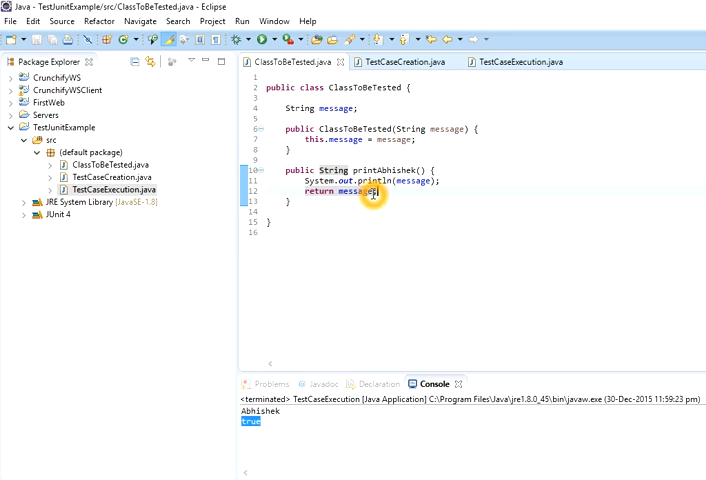 Java - TestJunitExample/src/ClassToBeTested.java - Eclipse
File Edit Source Refactor Navigate Search Project Run Window Help
Package Explorer
ClassToBeTested.java TestCaseCreation.java TestCaseExecution.java
CrunchifyWS
CrunchifyWSClient
FirstWeb
Servers
TestJUnitExample
src
(default package)
ClassToBeTested.java
TestCaseCreation.java
TestCaseExecution.java
JRE System Library [JavaSE-1.8]
JUnit 4
1
2 public class ClassToBeTested {
3
4 String message;
5
6 public ClassToBeTested(String message) {
7 this.message = message;
8 }
9
10 public String printAbhishek() {
11 System.out.println(message);
12 return message;
13 }
14
15 }
16
Problems Javadoc Declaration Console
<terminated> TestCaseExecution [Java Application] C:\Program Files\Java\jre1.8.0_45\bin\javaw.exe (30-Dec-2015 11:59:23 pm)
Abhishek
true